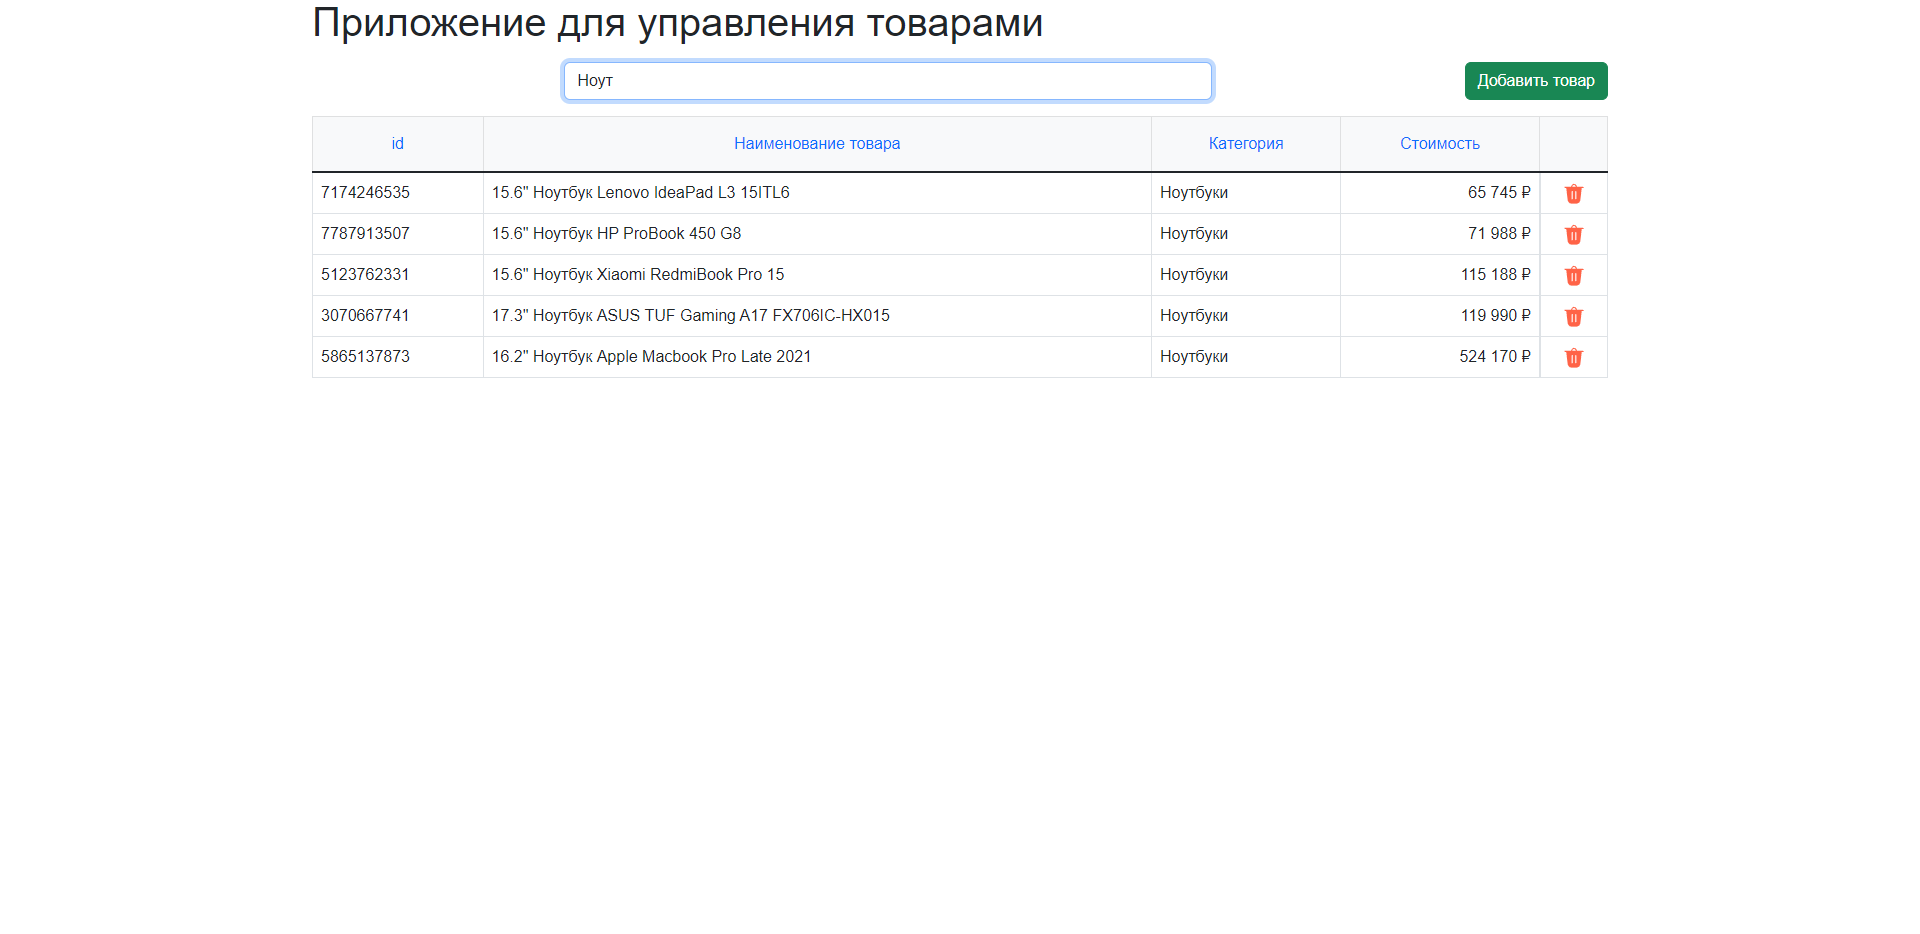 Приложение для управления товарами
Ноут Добавить товар
id Наименование товара Категория Стоимость
7174246535 15.6" Ноутбук Lenovo IdeaPad L3 15ITL6 Ноутбуки 65 745 ₽
7787913507 15.6" Ноутбук HP ProBook 450 G8 Ноутбуки 71 988 ₽
5123762331 15.6" Ноутбук Xiaomi RedmiBook Pro 15 Ноутбуки 115 188 ₽
3070667741 17.3" Ноутбук ASUS TUF Gaming A17 FX706IC-HX015 Ноутбуки 119 990 ₽
5865137873 16.2" Ноутбук Apple Macbook Pro Late 2021 Ноутбуки 524 170 ₽